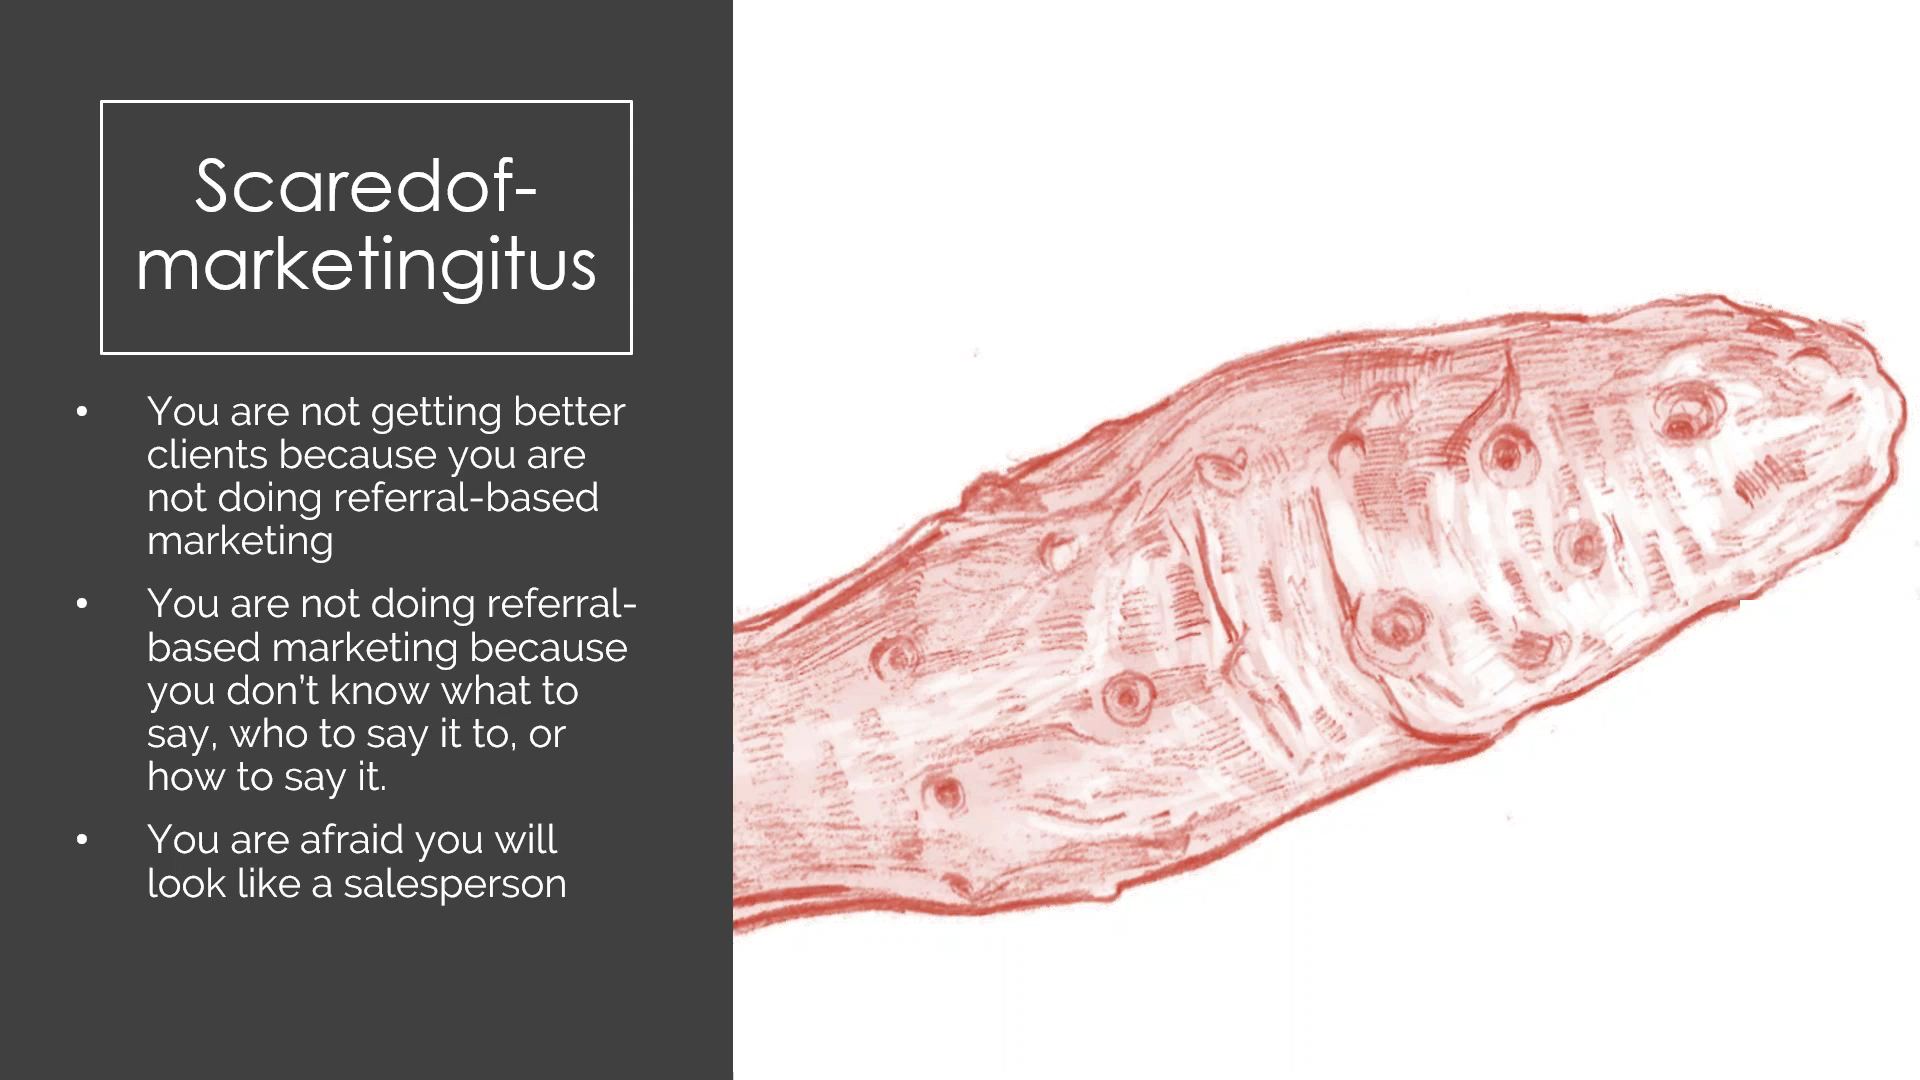 Scaredof-
marketingitus
• You are not getting better
clients because you are
not doing referral-based
marketing
• You are not doing referral-
based marketing because
you don’t know what to
say, who to say it to, or
how to say it.
• You are afraid you will
look like a salesperson